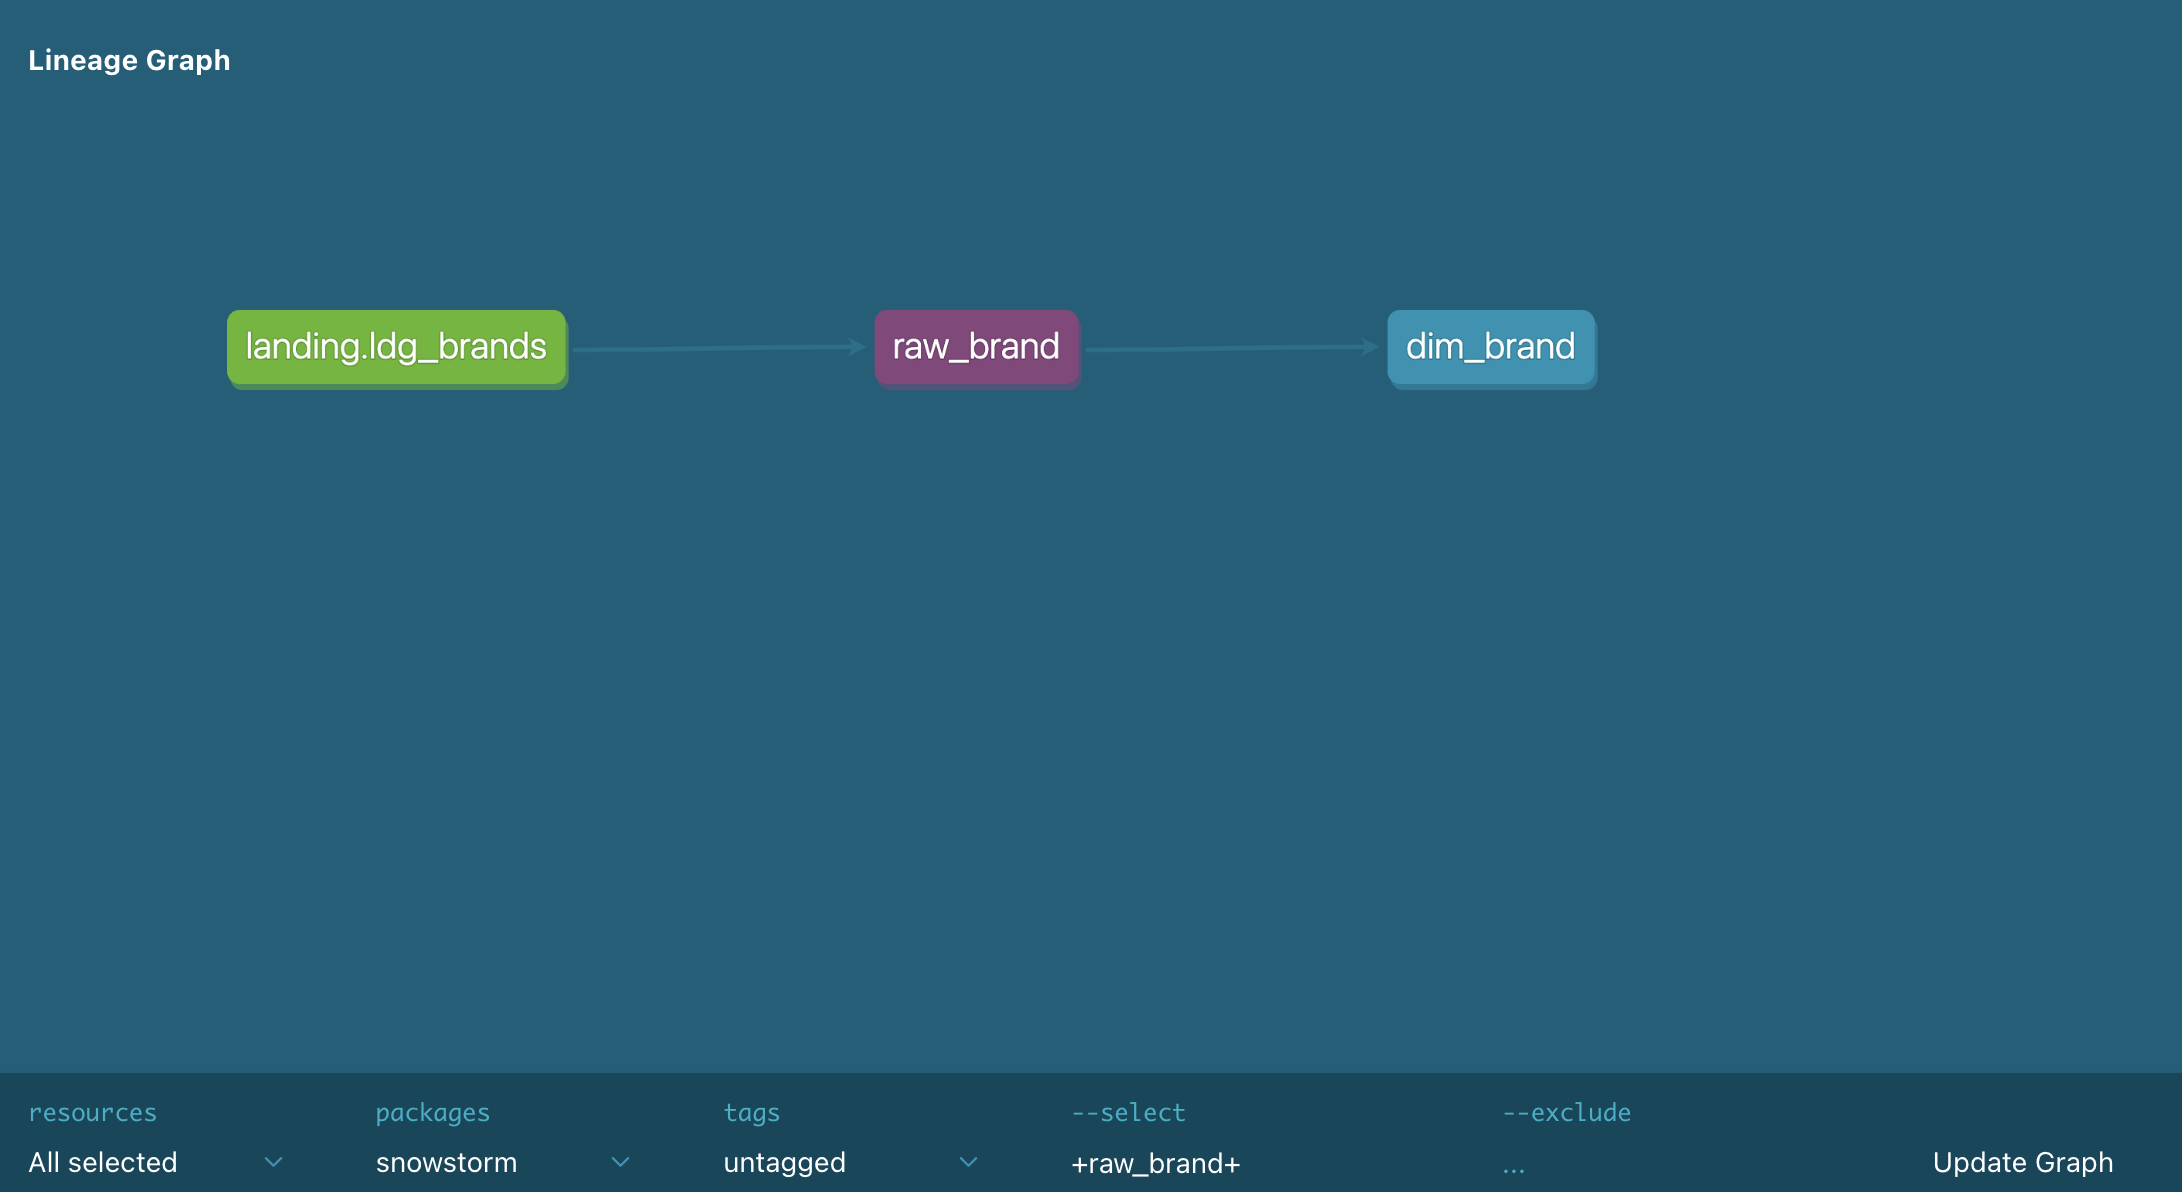 Lineage Graph
landing.ldg_brands
raw_brand
dim_brand
resources
All selected
packages
snowstorm
tags
untagged
--select
+raw_brand+
--exclude
...
Update Graph